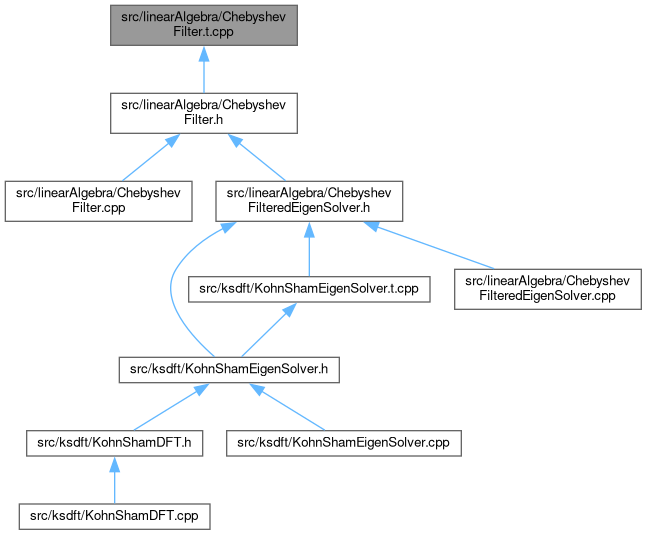 src/linearAlgebra/Chebyshev
Filter.t.cpp
src/linearAlgebra/Chebyshev
Filter.h
src/linearAlgebra/Chebyshev
Filter.cpp
src/linearAlgebra/Chebyshev
FilteredEigenSolver.h
src/ksdft/KohnShamEigenSolver.t.cpp
src/linearAlgebra/Chebyshev
FilteredEigenSolver.cpp
src/ksdft/KohnShamEigenSolver.h
src/ksdft/KohnShamDFT.h
src/ksdft/KohnShamEigenSolver.cpp
src/ksdft/KohnShamDFT.cpp